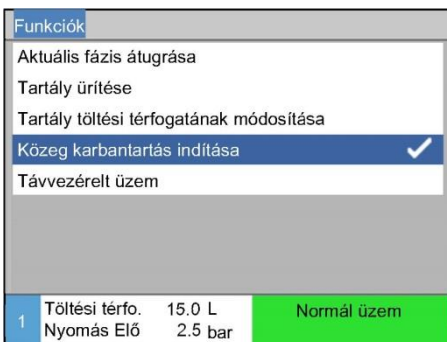 Funkciók
Aktuális fázis átugrása
Tartály ürítése
Tartály töltési térfogatának módosítása
Közeg karbantartás indítása
Távvezérelt üzem
1
Töltési térfo. 15.0 L
Nyomás Elő 2.5 bar
Normál üzem